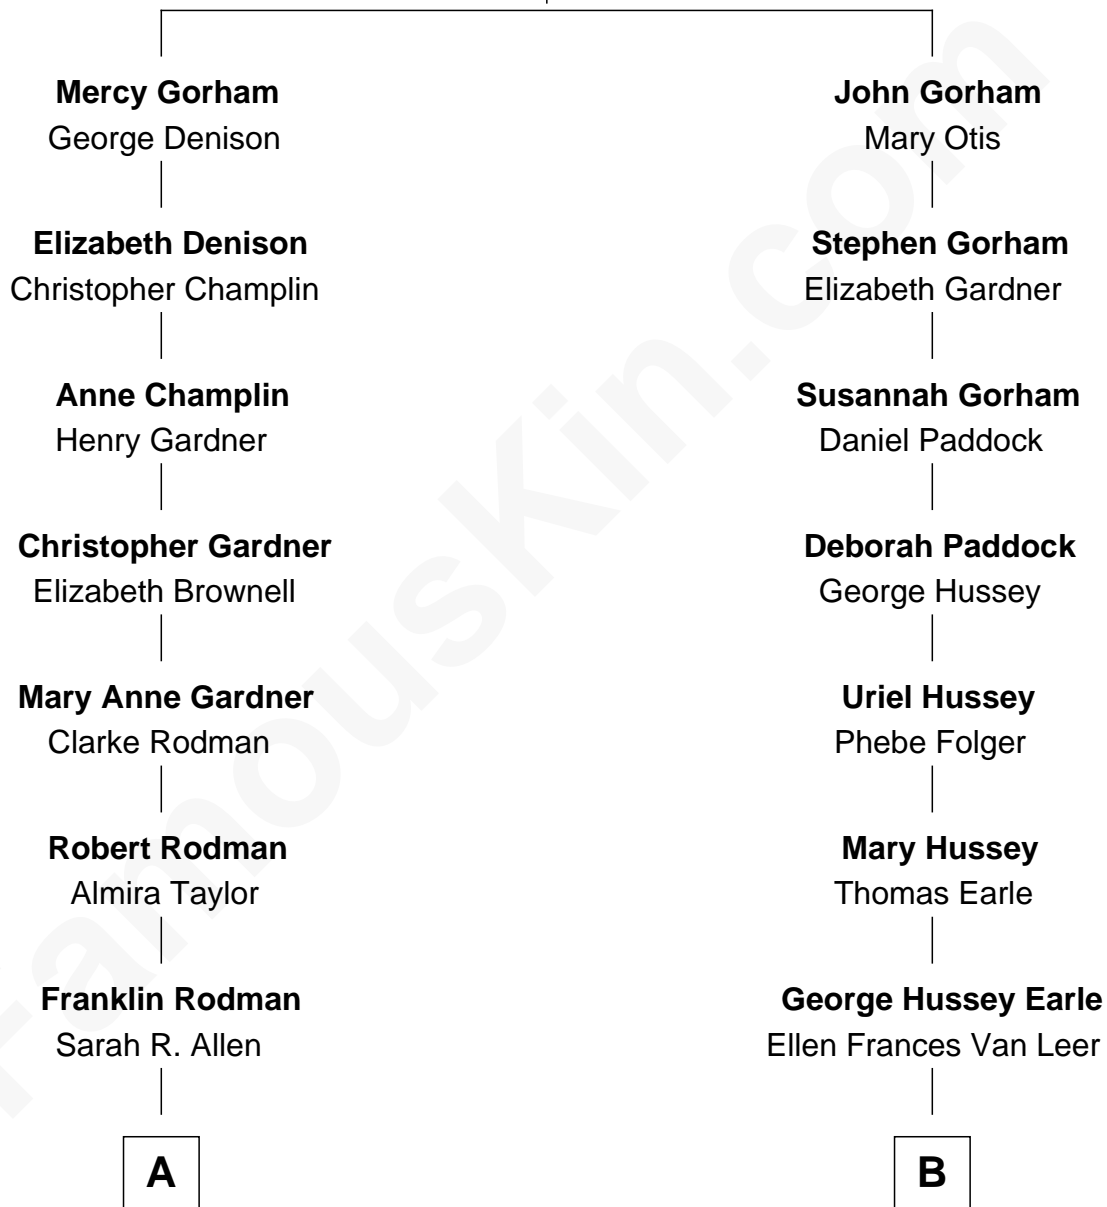 Mercy Gorham
George Denison
John Gorham
Mary Otis
Elizabeth Denison
Christopher Champlin
Stephen Gorham
Elizabeth Gardner
Anne Champlin
Henry Gardner
Susannah Gorham
Daniel Paddock
Christopher Gardner
Elizabeth Brownell
Deborah Paddock
George Hussey
Mary Anne Gardner
Clarke Rodman
Uriel Hussey
Phebe Folger
Robert Rodman
Almira Taylor
Mary Hussey
Thomas Earle
Franklin Rodman
Sarah R. Allen
George Hussey Earle
Ellen Frances Van Leer
A
B
FamousKin.com